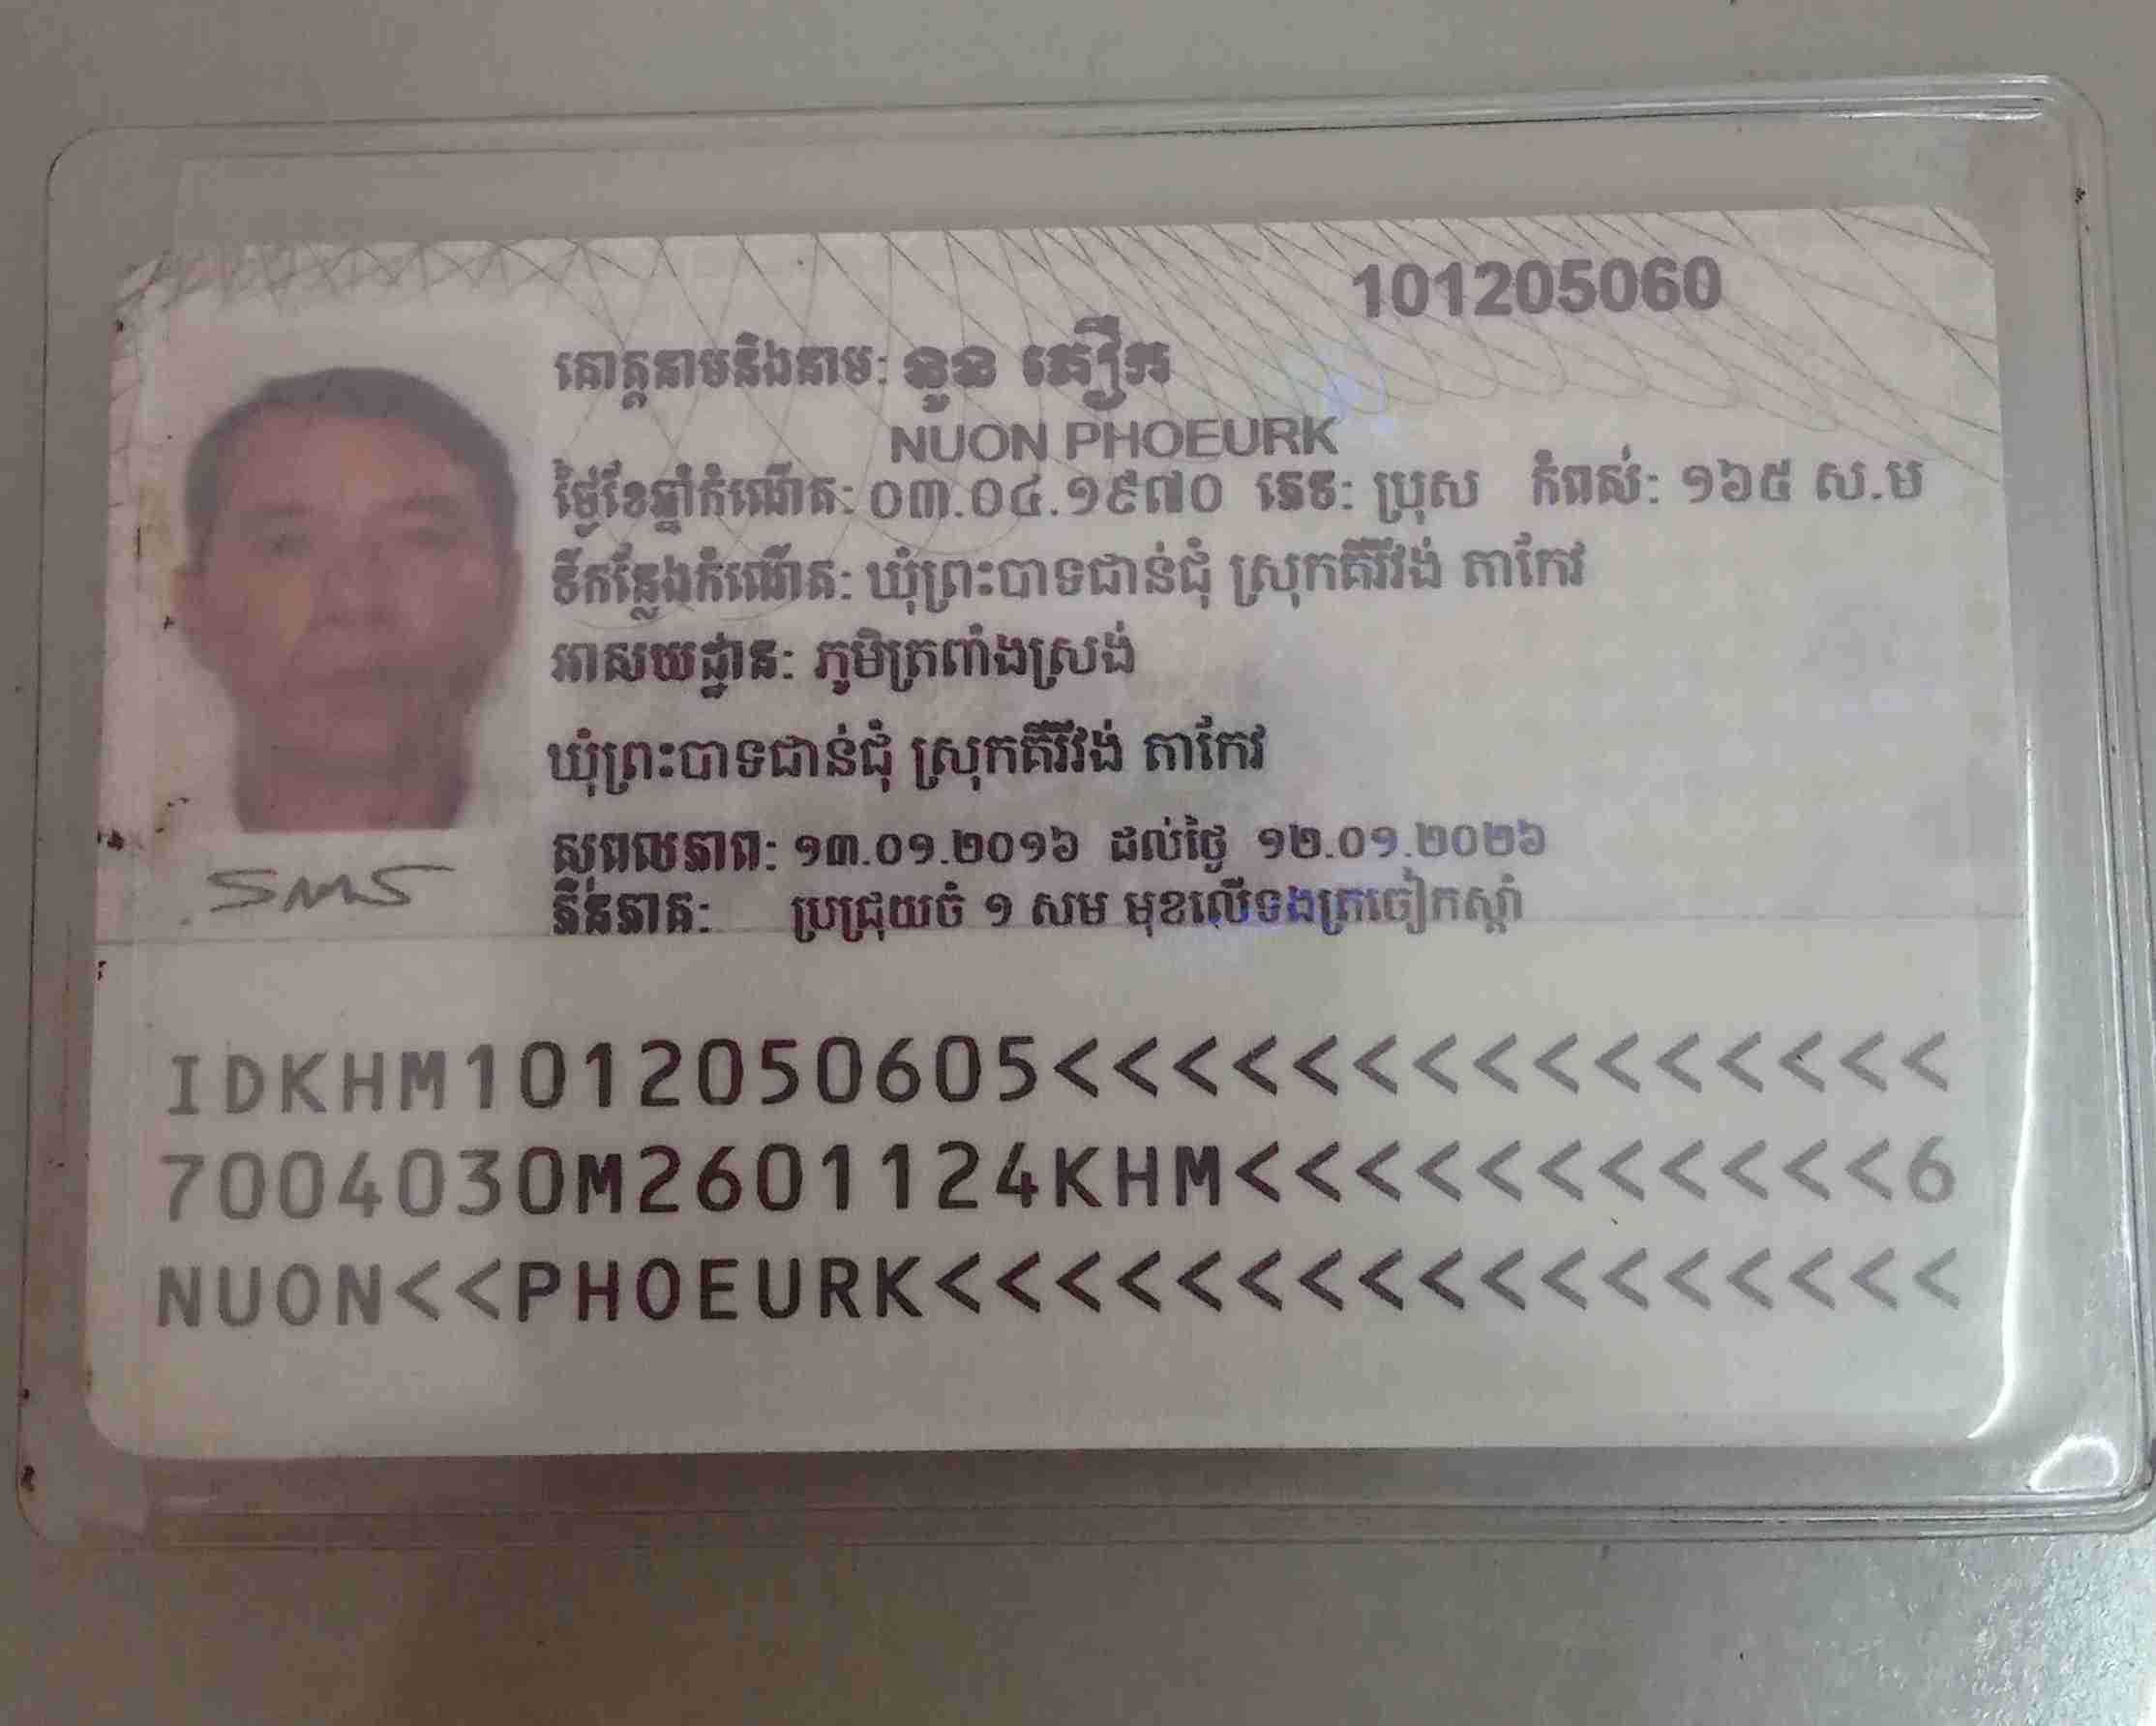 101205060
គោត្តនាមនិងនាម: នួន ភឿក
NUON PHOEURK
ថ្ងៃខែឆ្នាំកំណើត: ០៣.០៤.១៩៧០ ភេទ: ប្រុស កំពស់: ១៦៥ ស.ម
ទីកន្លែងកំណើត: ឃុំព្រះបាទជាន់ជុំ ស្រុកគីរីវង់ តាកែវ
អាសយដ្ឋាន: ភូមិត្រពាំងស្រង់
ឃុំព្រះបាទជាន់ជុំ ស្រុកគីរីវង់ តាកែវ
សុពលភាព: ១៣.០១.២០១៦ ដល់ថ្ងៃ ១២.០១.២០២៦
ភិនភាគ: ប្រជ្រុយចំ ១ សម មុខលើទងត្រចៀកស្តាំ
IDKHM1012050605<<<<<<<<<<<<<<<
7004030M2601124KHM<<<<<<<<<<<6
NUON<<PHOEURK<<<<<<<<<<<<<<<<<